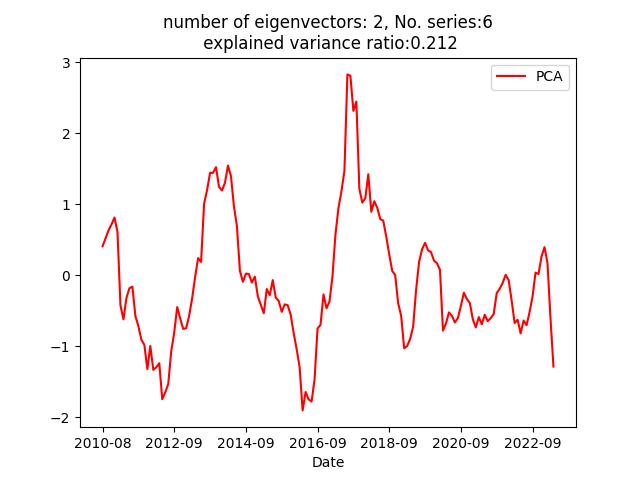 number of eigenvectors: 2, No. series:6
explained variance ratio:0.212
PCA
3
2
1
0
−1
−2
2010-08 2012-09 2014-09 2016-09 2018-09 2020-09 2022-09
Date